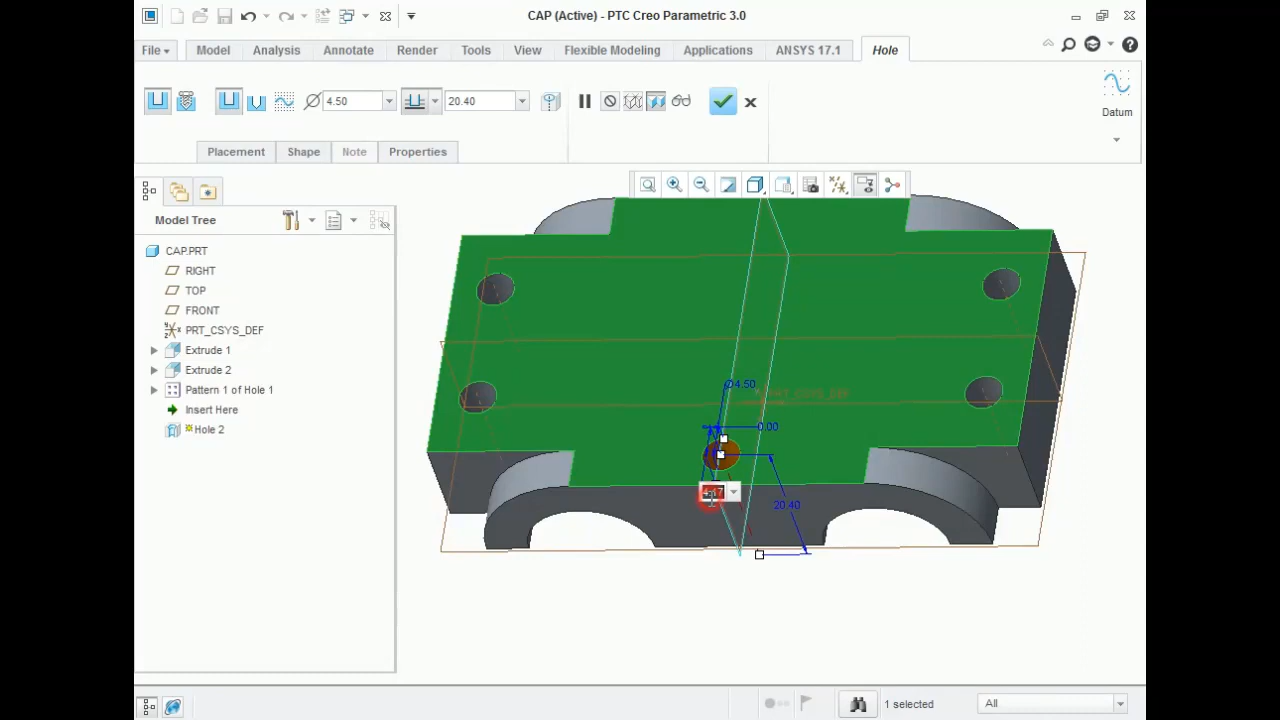 CAP (Active) - PTC Creo Parametric 3.0
File Model Analysis Annotate Render Tools View Flexible Modeling Applications ANSYS 17.1 Hole
4.50 20.40
Datum
Placement Shape Note Properties
Model Tree
CAP.PRT
RIGHT
TOP
FRONT
PRT_CSYS_DEF
Extrude 1
Extrude 2
Pattern 1 of Hole 1
Insert Here
Hole 2
Ø4.50
PRT_CSYS_DEF
0.00
20.40
1 selected
All